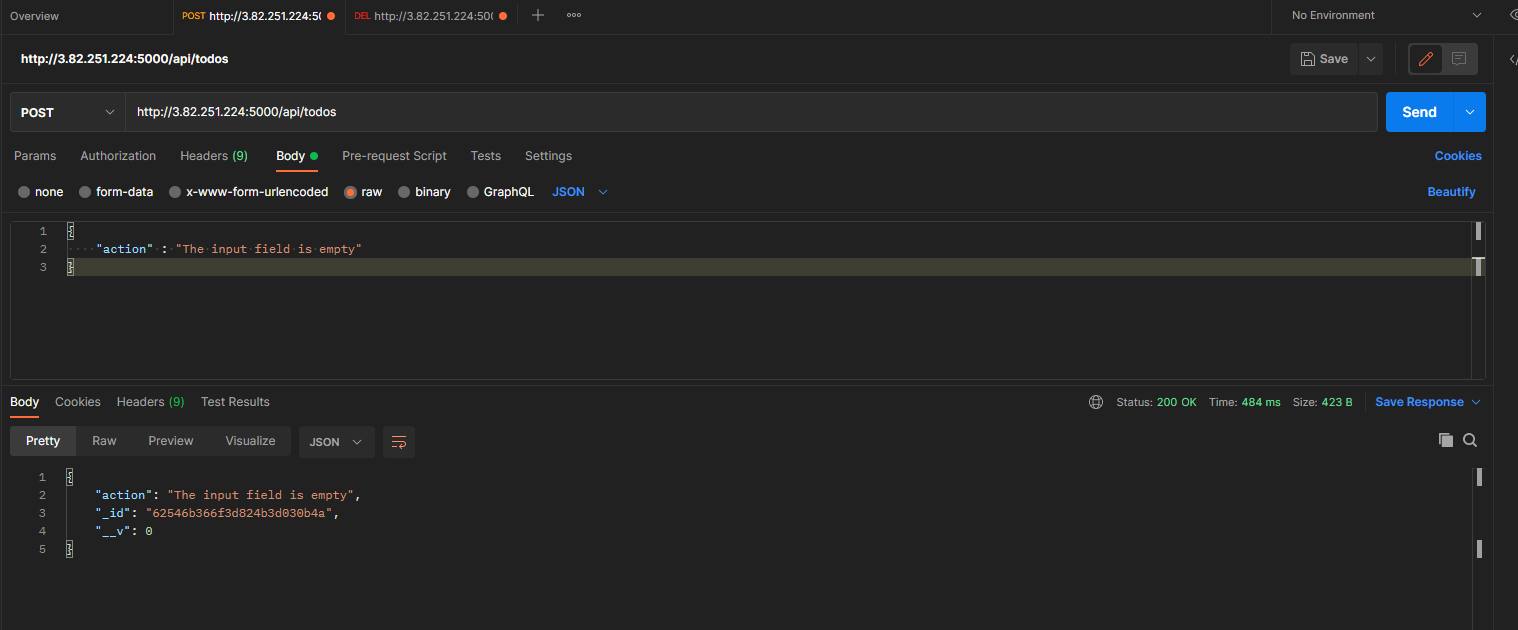 Overview POST http://3.82.251.224:50 DEL http://3.82.251.224:500 No Environment
http://3.82.251.224:5000/api/todos Save
POST http://3.82.251.224:5000/api/todos Send
Params Authorization Headers (9) Body Pre-request Script Tests Settings Cookies
none form-data x-www-form-urlencoded raw binary GraphQL JSON Beautify
1 {
2 "action" : "The input field is empty"
3 }
Body Cookies Headers (9) Test Results Status: 200 OK Time: 484 ms Size: 423 B Save Response
Pretty Raw Preview Visualize JSON
1 {
2 "action": "The input field is empty",
3 "_id": "62546b366f3d824b3d030b4a",
4 "__v": 0
5 }